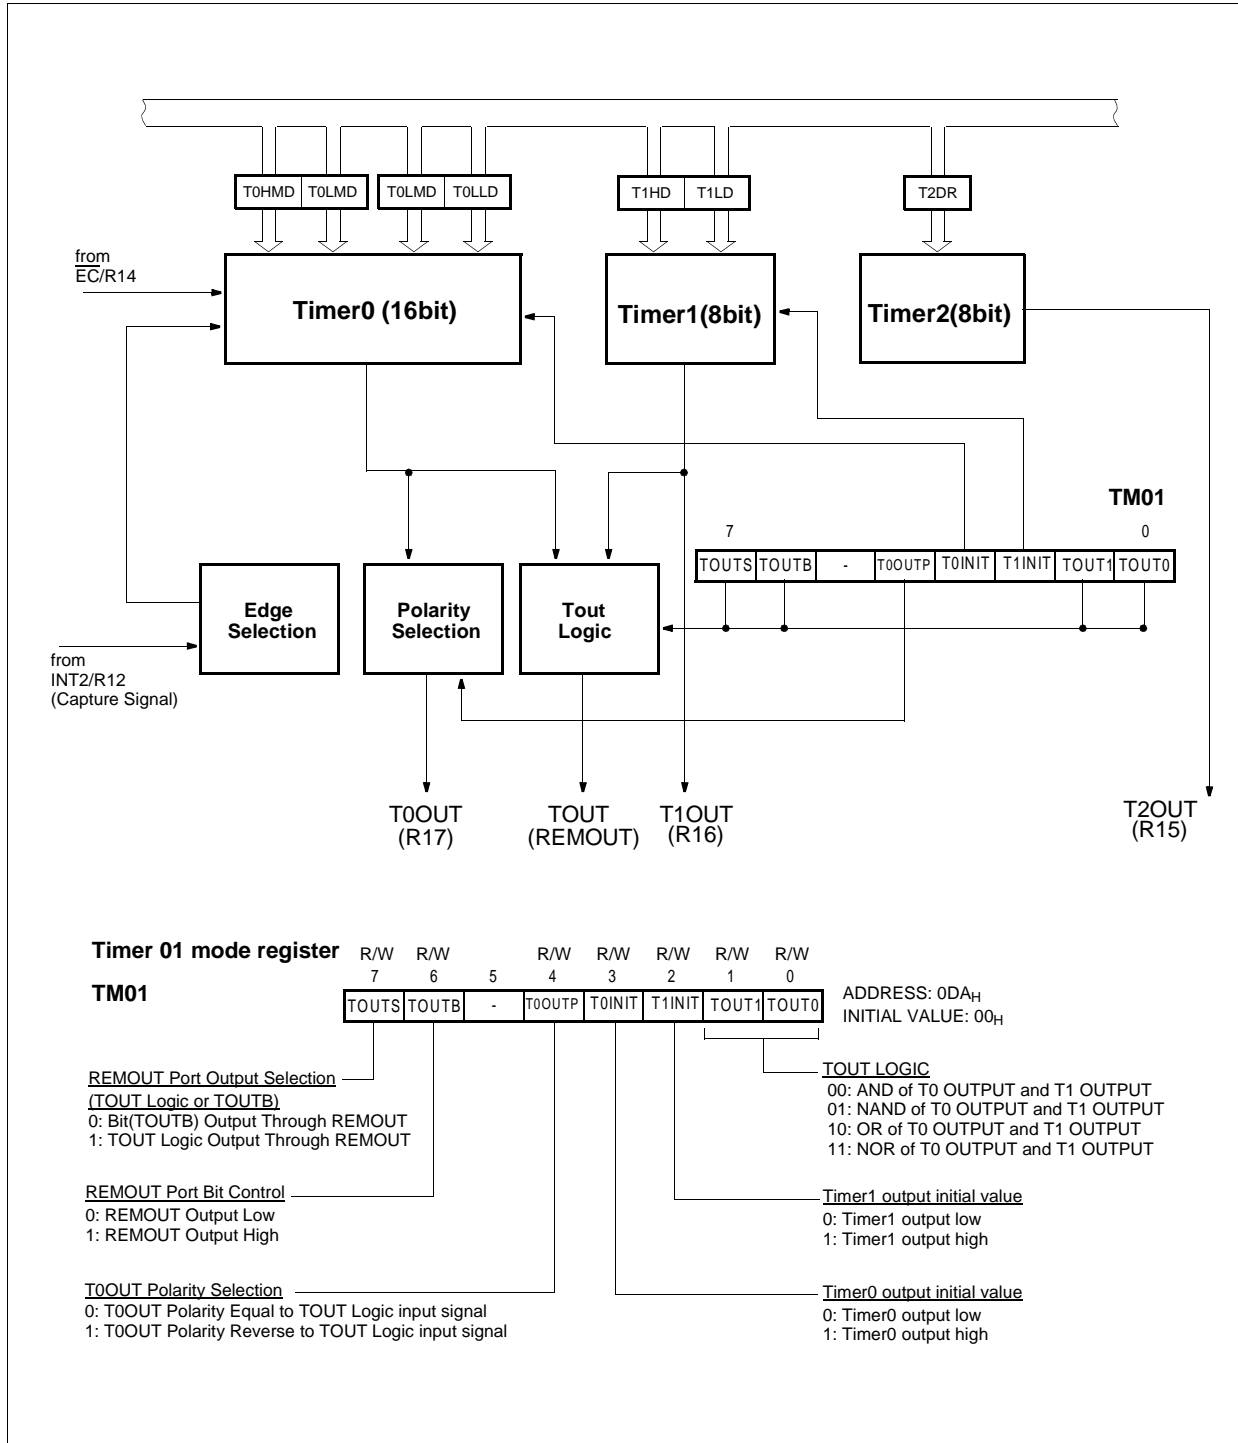 T0HMD T0LMD T0LMD T0LLD T1HD T1LD T2DR
from
EC/R14
Timer0 (16bit)
Timer1(8bit)
Timer2(8bit)
TM01
7 0
TOUTS TOUTB - T0OUTP T0INIT T1INIT TOUT1 TOUT0
Edge
Selection
Polarity
Selection
Tout
Logic
from
INT2/R12
(Capture Signal)
T0OUT
(R17)
TOUT
(REMOUT)
T1OUT
(R16)
T2OUT
(R15)
Timer 01 mode register
TM01
R/W R/W R/W R/W R/W R/W R/W
7 6 5 4 3 2 1 0
TOUTS TOUTB - T0OUTP T0INIT T1INIT TOUT1 TOUT0
ADDRESS: 0DAH
INITIAL VALUE: 00H
REMOUT Port Output Selection
(TOUT Logic or TOUTB)
0: Bit(TOUTB) Output Through REMOUT
1: TOUT Logic Output Through REMOUT
TOUT LOGIC
00: AND of T0 OUTPUT and T1 OUTPUT
01: NAND of T0 OUTPUT and T1 OUTPUT
10: OR of T0 OUTPUT and T1 OUTPUT
11: NOR of T0 OUTPUT and T1 OUTPUT
REMOUT Port Bit Control
0: REMOUT Output Low
1: REMOUT Output High
Timer1 output initial value
0: Timer1 output low
1: Timer1 output high
T0OUT Polarity Selection
0: T0OUT Polarity Equal to TOUT Logic input signal
1: T0OUT Polarity Reverse to TOUT Logic input signal
Timer0 output initial value
0: Timer0 output low
1: Timer0 output high